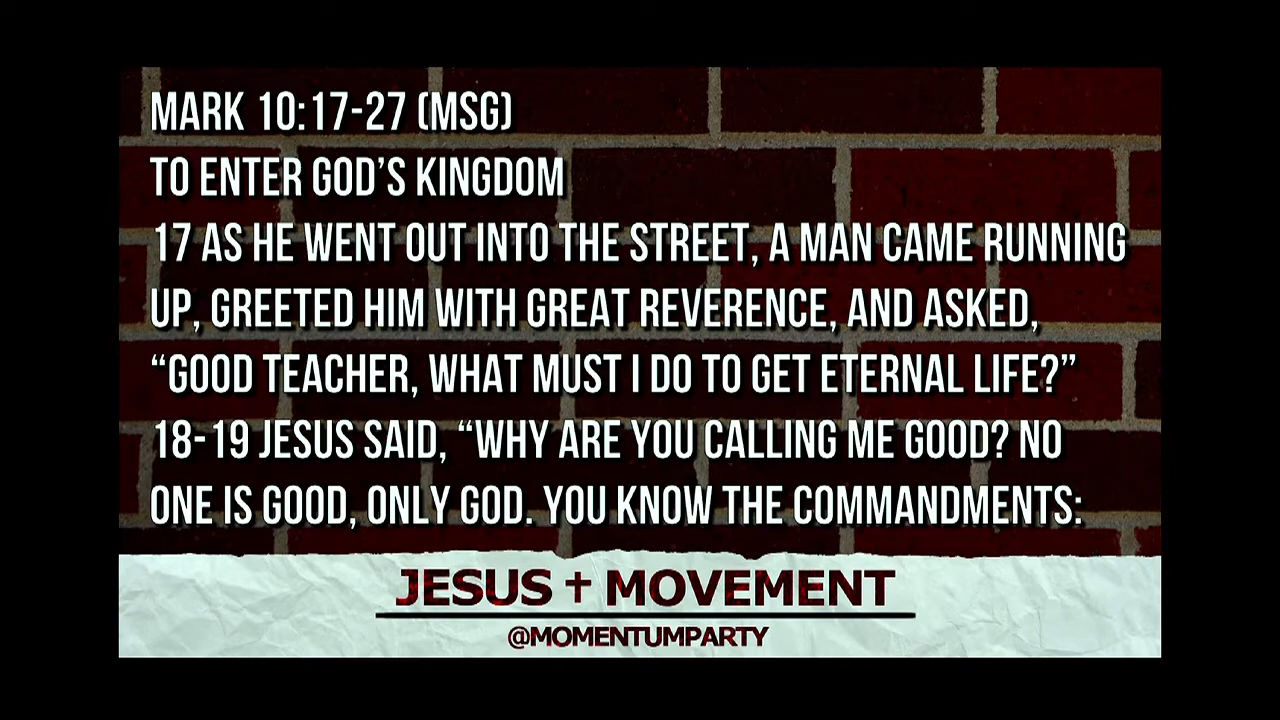 MARK 10:17-27 (MSG)
TO ENTER GOD’S KINGDOM
17 AS HE WENT OUT INTO THE STREET, A MAN CAME RUNNING
UP, GREETED HIM WITH GREAT REVERENCE, AND ASKED,
“GOOD TEACHER, WHAT MUST I DO TO GET ETERNAL LIFE?”
18-19 JESUS SAID, “WHY ARE YOU CALLING ME GOOD? NO
ONE IS GOOD, ONLY GOD. YOU KNOW THE COMMANDMENTS:
JESUS + MOVEMENT
@MOMENTUMPARTY